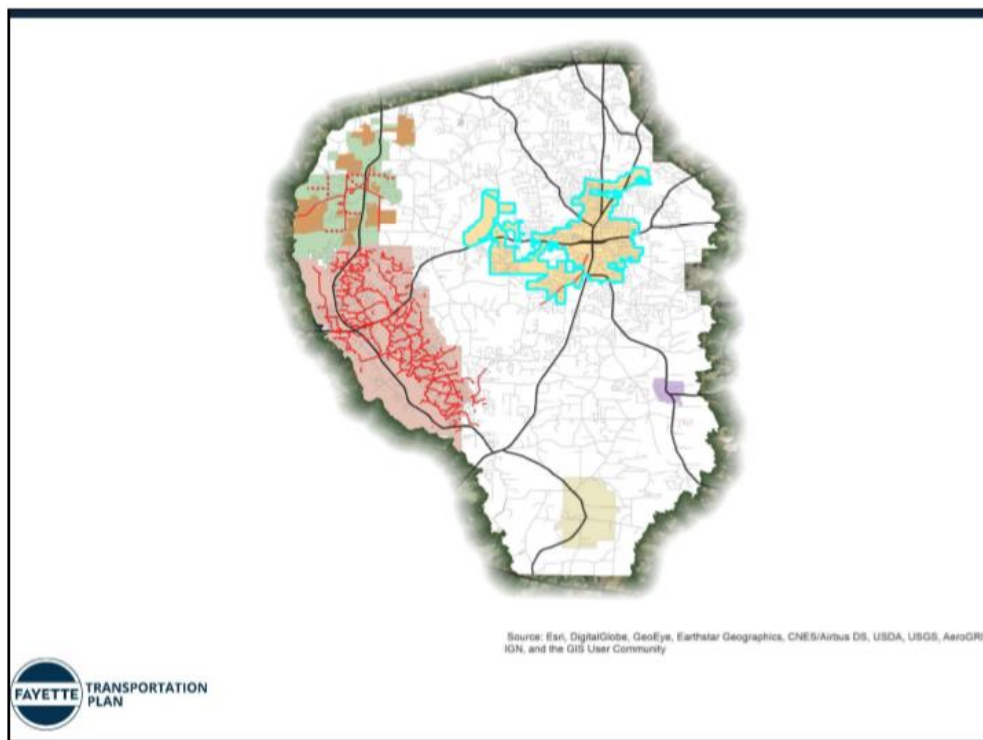 Source: Esri, DigitalGlobe, GeoEye, Earthstar Geographics, CNES/Airbus DS, USDA, USGS, AeroGRI
IGN, and the GIS User Community
FAYETTE
TRANSPORTATION
PLAN